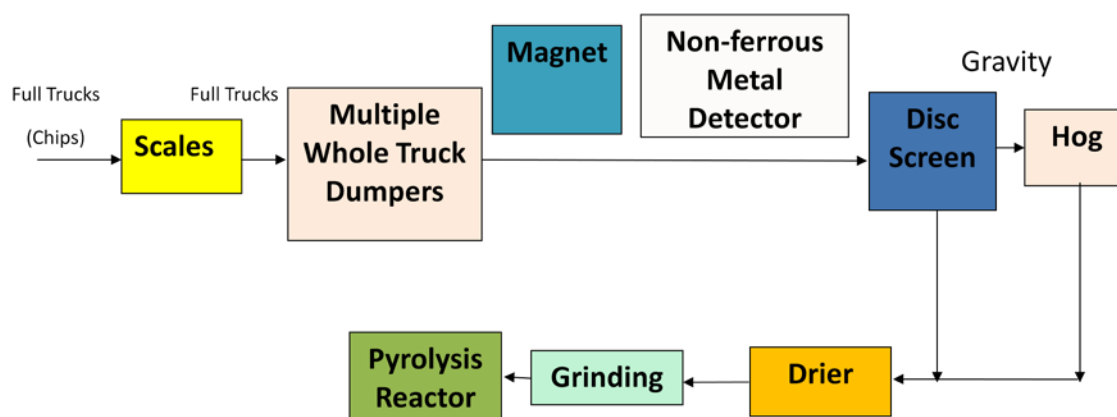 Full Trucks
(Chips)
Scales
Full Trucks
Multiple
Whole Truck
Dumpers
Magnet
Non-ferrous
Metal
Detector
Gravity
Disc
Screen
Hog
Pyrolysis
Reactor
Grinding
Drier